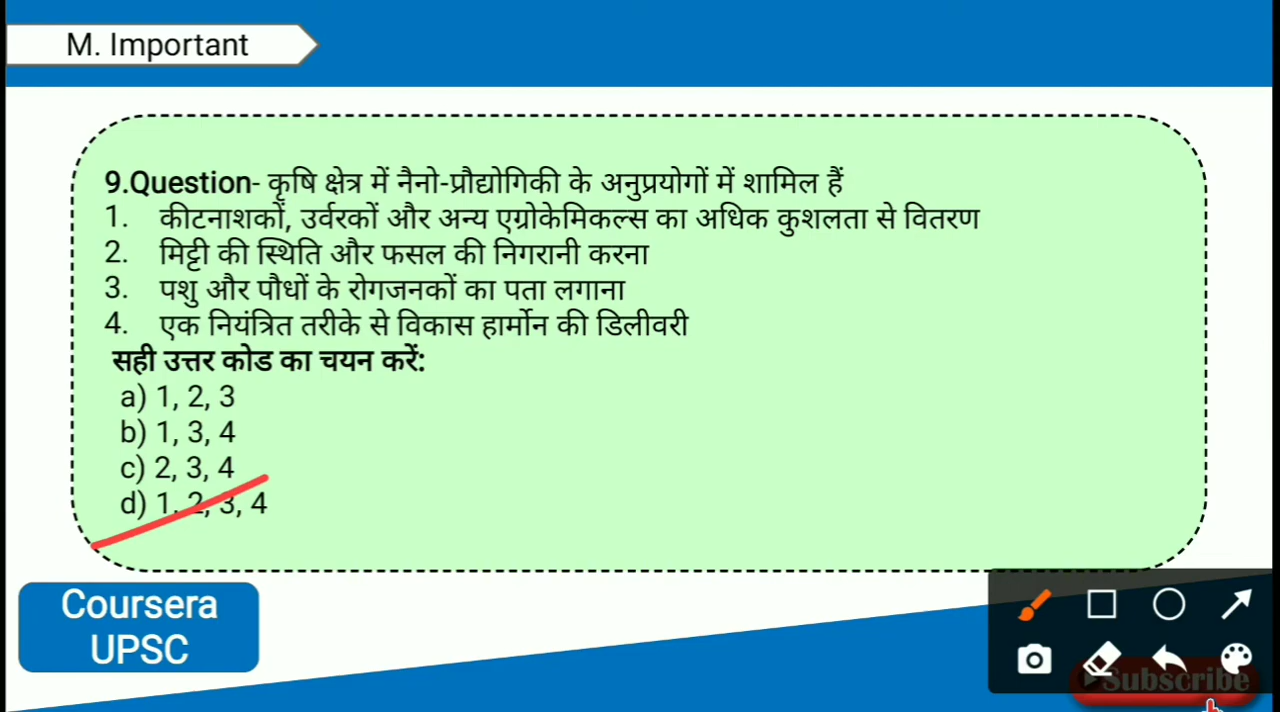 M. Important
9.Question- कृषि क्षेत्र में नैनो-प्रौद्योगिकी के अनुप्रयोगों में शामिल हैं
1. कीटनाशकों, उर्वरकों और अन्य एग्रोकेमिकल्स का अधिक कुशलता से वितरण
2. मिट्टी की स्थिति और फसल की निगरानी करना
3. पशु और पौधों के रोगजनकों का पता लगाना
4. एक नियंत्रित तरीके से विकास हार्मोन की डिलीवरी
सही उत्तर कोड का चयन करें:
a) 1, 2, 3
b) 1, 3, 4
c) 2, 3, 4
d) 1, 2, 3, 4
Coursera
UPSC
Subscribe